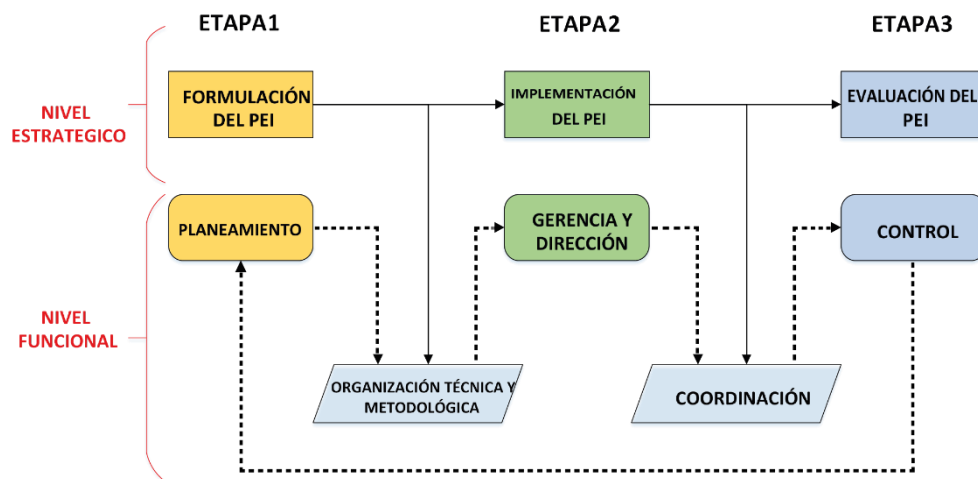 ETAPA1
ETAPA2
ETAPA3
NIVEL
ESTRATEGICO
FORMULACIÓN
DEL PEI
IMPLEMENTACIÓN
DEL PEI
EVALUACIÓN DEL
PEI
NIVEL
FUNCIONAL
PLANEAMIENTO
GERENCIA Y
DIRECCIÓN
CONTROL
ORGANIZACIÓN TÉCNICA Y
METODOLÓGICA
COORDINACIÓN